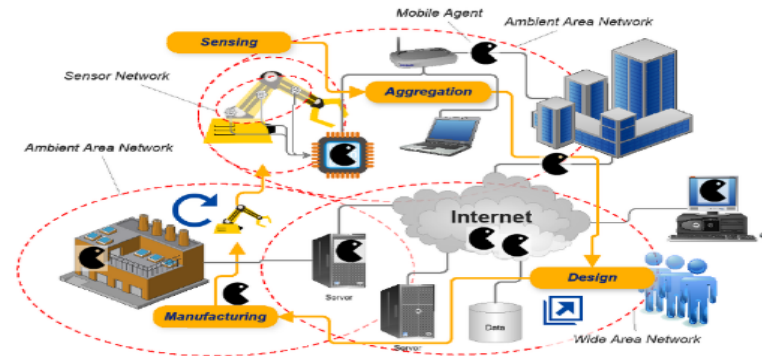 Mobile Agent
Ambient Area Network
Sensing
Sensor Network
Aggregation
Ambient Area Network
Internet
Server
Design
Manufacturing
Data
Server
Wide Area Network